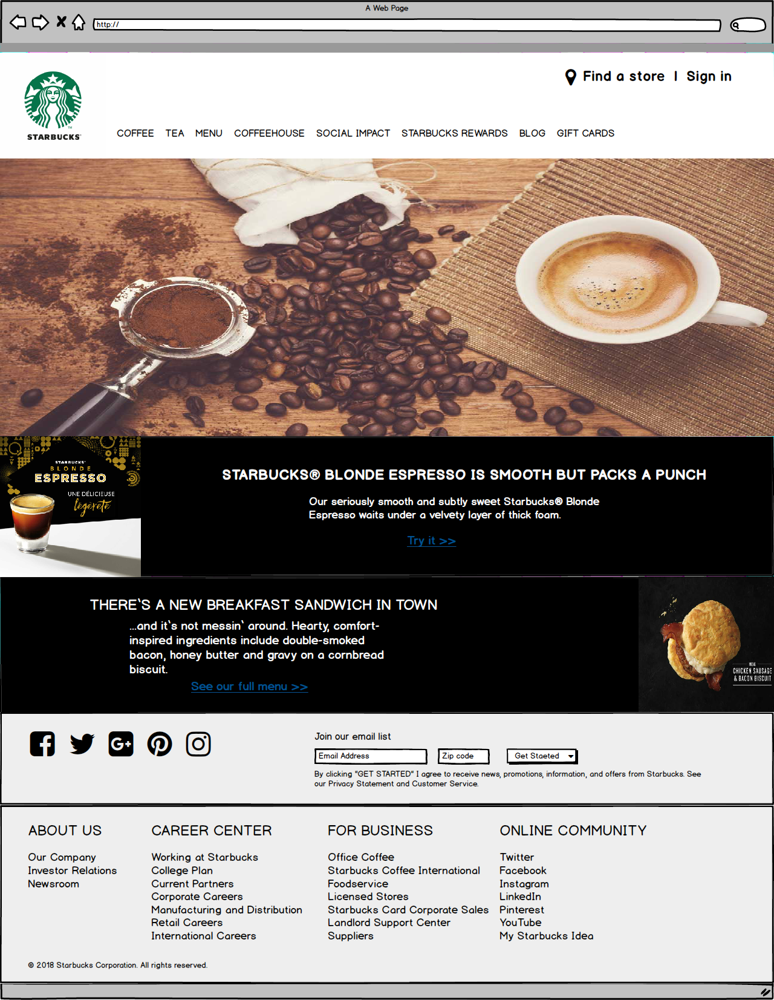 A Web Page
http://
Find a store | Sign in
STARBUCKS
COFFEE TEA MENU COFFEEHOUSE SOCIAL IMPACT STARBUCKS REWARDS BLOG GIFT CARDS
STARBUCKS®
BLONDE
ESPRESSO
UNE DÉLICIEUSE
légèreté
STARBUCKS® BLONDE ESPRESSO IS SMOOTH BUT PACKS A PUNCH
Our seriously smooth and subtly sweet Starbucks® Blonde
Espresso waits under a velvety layer of thick foam.
Try it >>
THERE'S A NEW BREAKFAST SANDWICH IN TOWN
...and it's not messin' around. Hearty, comfort-
inspired ingredients include double-smoked
bacon, honey butter and gravy on a cornbread
biscuit.
See our full menu >>
NEW
CHICKEN SAUSAGE
& BACON BISCUIT
Join our email list
Email Address Zip code Get Staeted
By clicking "GET STARTED" I agree to receive news, promotions, information, and offers from Starbucks. See
our Privacy Statement and Customer Service.
ABOUT US
Our Company
Investor Relations
Newsroom
CAREER CENTER
Working at Starbucks
College Plan
Current Partners
Corporate Careers
Manufacturing and Distribution
Retail Careers
International Careers
FOR BUSINESS
Office Coffee
Starbucks Coffee International
Foodservice
Licensed Stores
Starbucks Card Corporate Sales
Landlord Support Center
Suppliers
ONLINE COMMUNITY
Twitter
Facebook
Instagram
LinkedIn
Pinterest
YouTube
My Starbucks Idea
© 2018 Starbucks Corporation. All rights reserved.